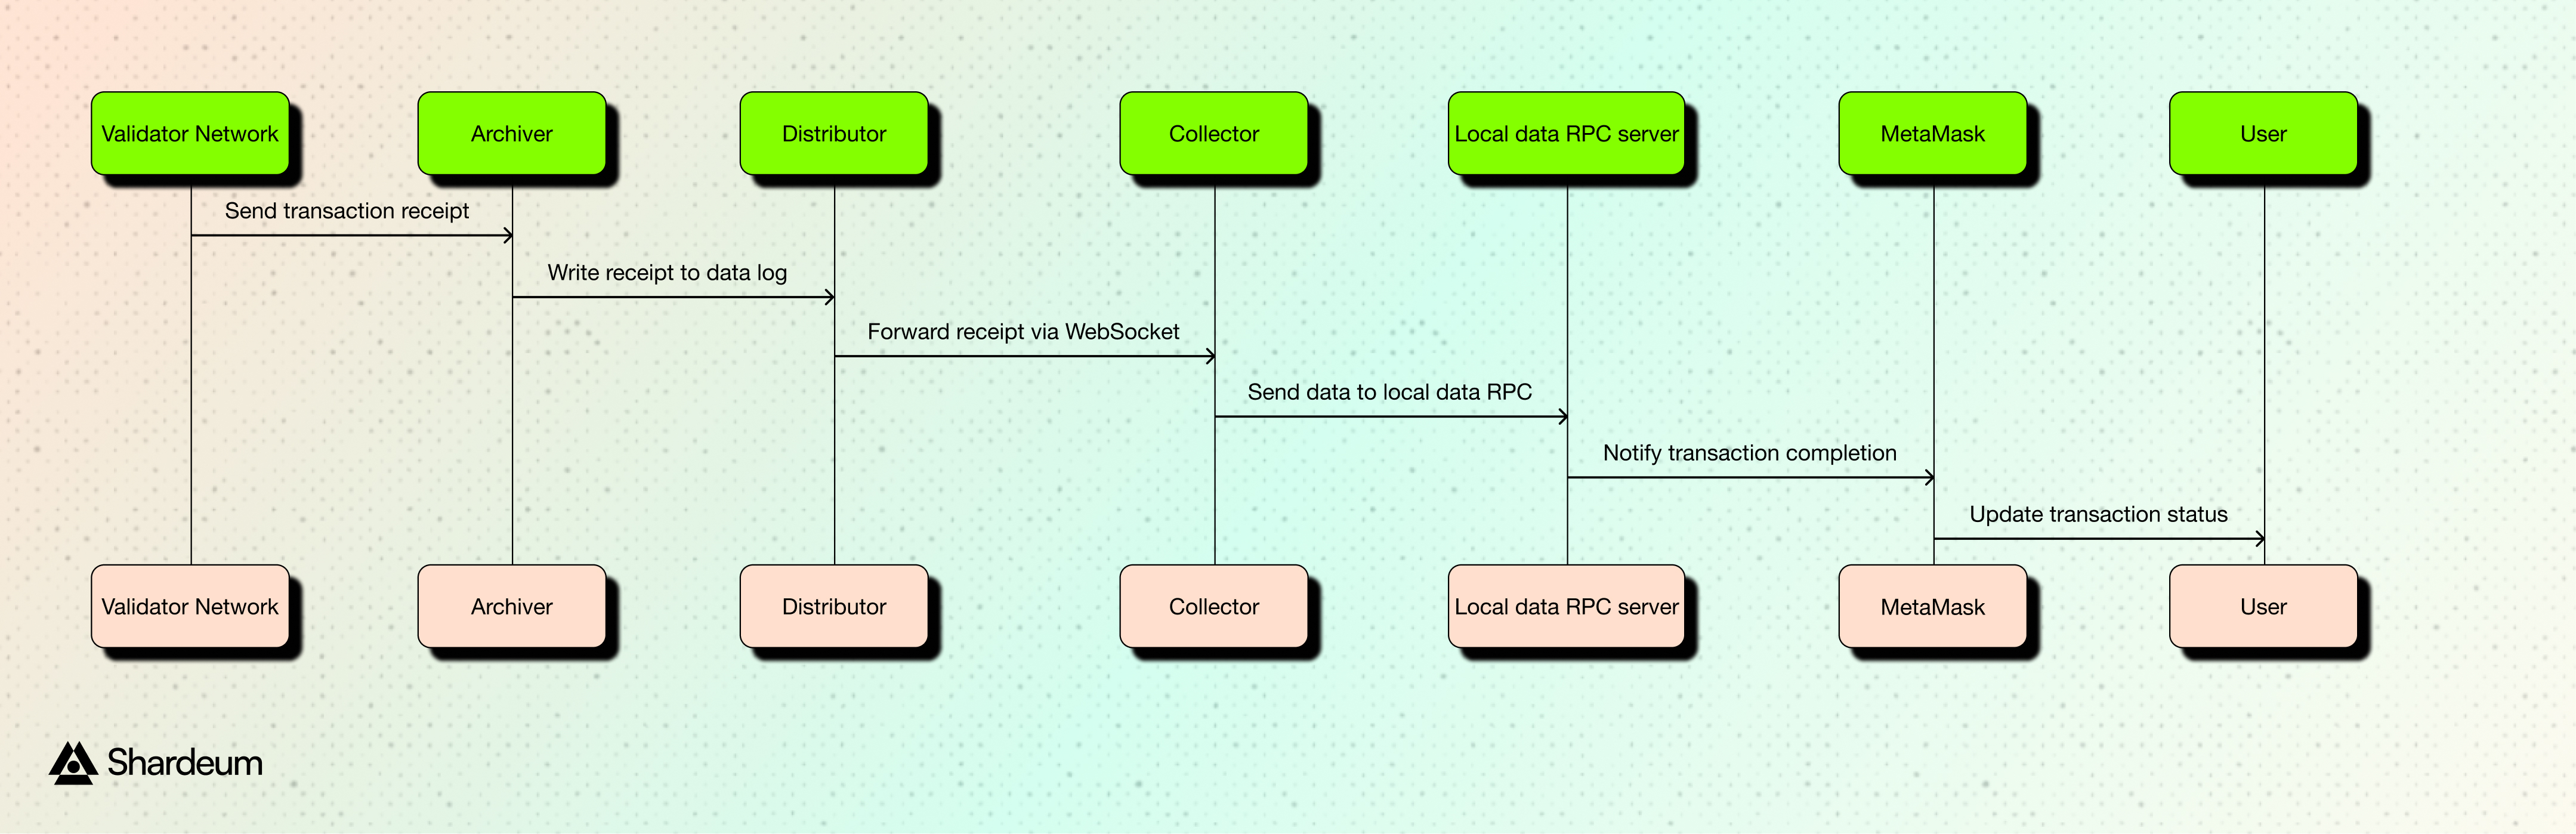 Validator Network
Archiver
Distributor
Collector
Local data RPC server
MetaMask
User
Send transaction receipt
Write receipt to data log
Forward receipt via WebSocket
Send data to local data RPC
Notify transaction completion
Update transaction status
Validator Network
Archiver
Distributor
Collector
Local data RPC server
MetaMask
User
Shardeum